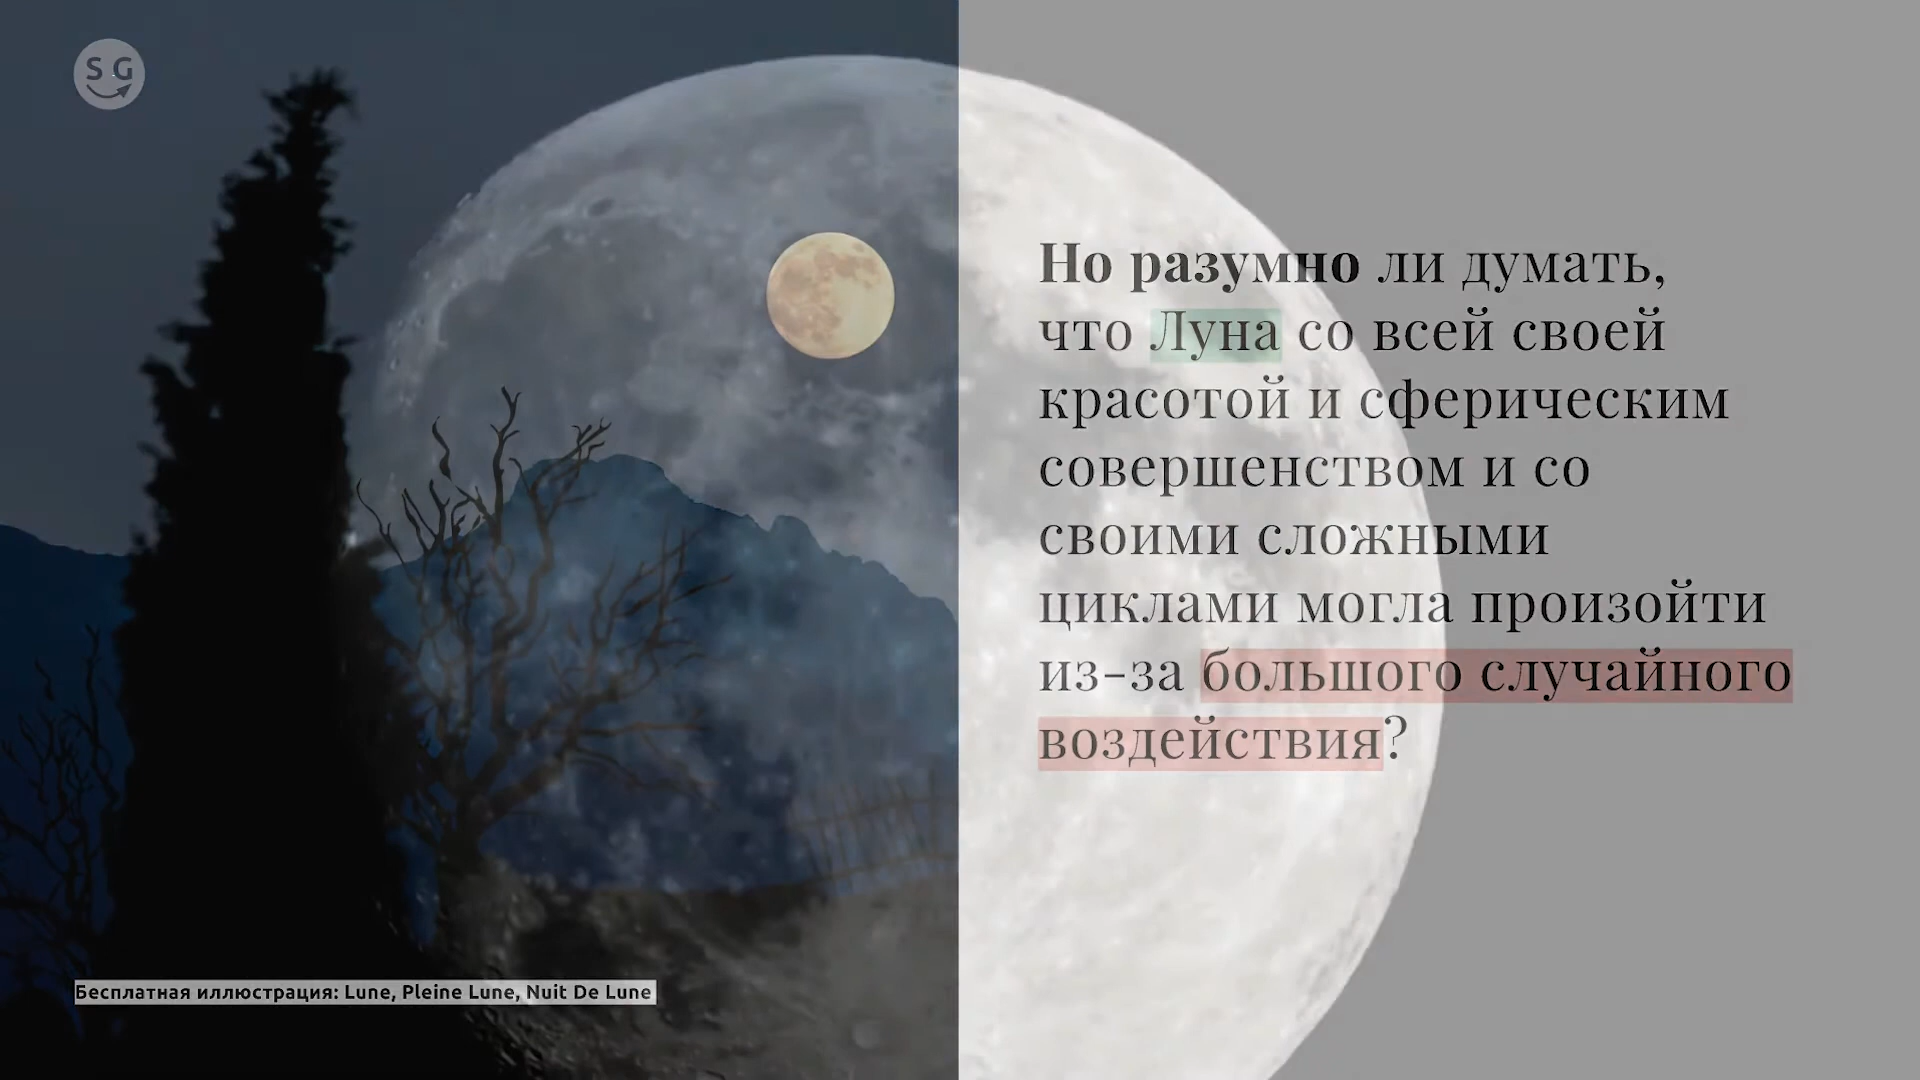 S G
Но разумно ли думать,
что Луна со всей своей
красотой и сферическим
совершенством и со
своими сложными
циклами могла произойти
из-за большого случайного
воздействия?
Бесплатная иллюстрация: Lune, Pleine Lune, Nuit De Lune